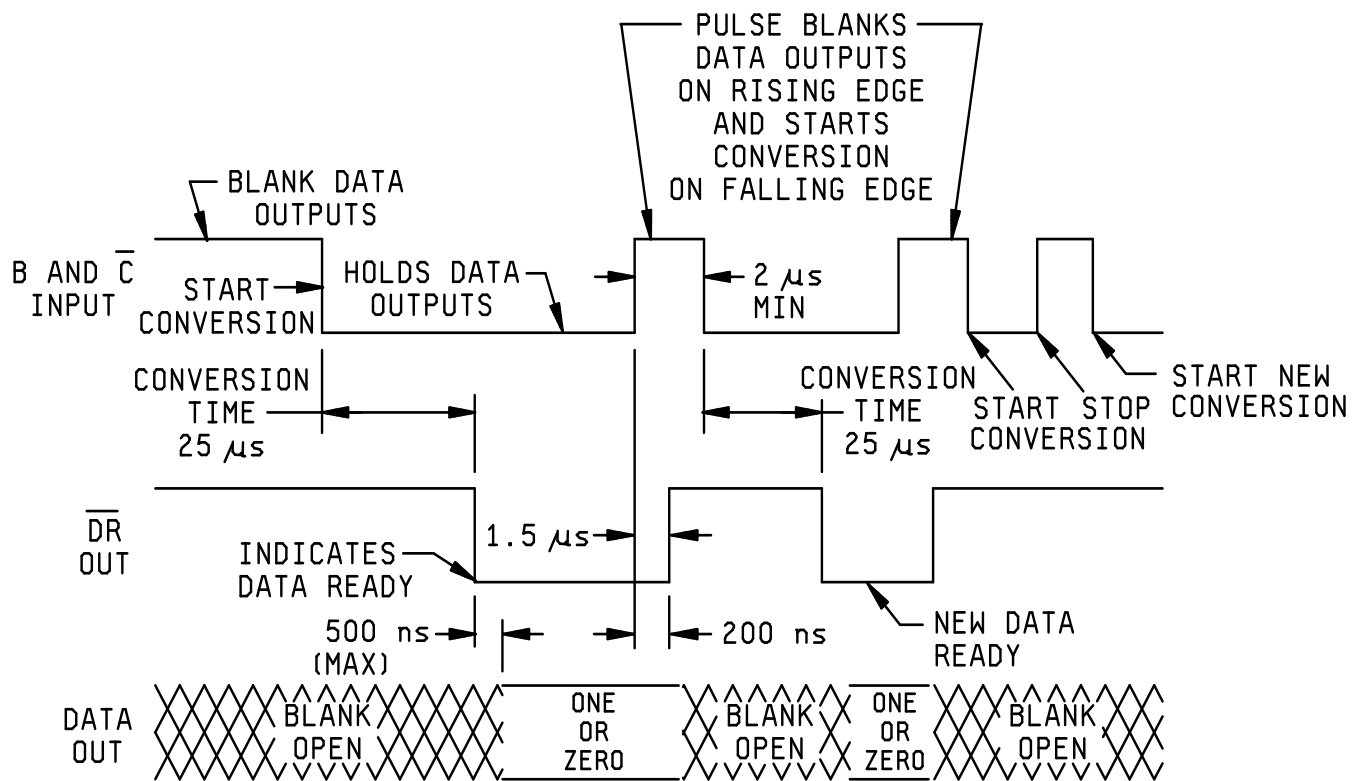 PULSE BLANKS
DATA OUTPUTS
ON RISING EDGE
AND STARTS
CONVERSION
ON FALLING EDGE
BLANK DATA
OUTPUTS
B AND C̅
INPUT
START
CONVERSION
HOLDS DATA
OUTPUTS
2 μs
MIN
CONVERSION
TIME
25 μs
CONVERSION
TIME
25 μs
START STOP
CONVERSION
START NEW
CONVERSION
D̅R̅
OUT
1.5 μs
INDICATES
DATA READY
500 ns
(MAX)
200 ns
NEW DATA
READY
DATA
OUT
BLANK
OPEN
ONE
OR
ZERO
BLANK
OPEN
ONE
OR
ZERO
BLANK
OPEN